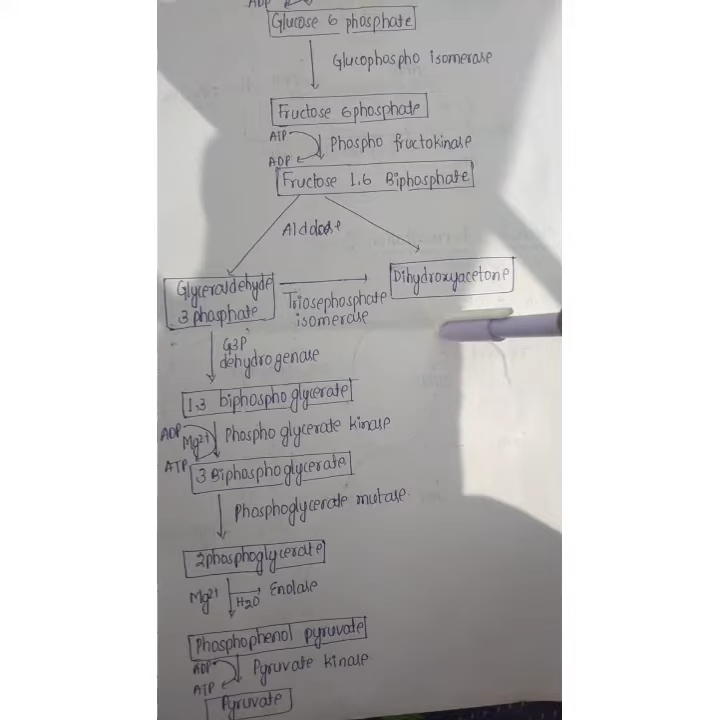 ADP
Glucose 6 phosphate
Glucophospho isomerase
Fructose 6phosphate
ATP
Phospho fructokinase
ADP
Fructose 1.6 Biphosphate
Glyceraldehyde
3 phosphate
Dihydroxyacetone
Triosephosphate
isomerase
G3P
dehydrogenase
1.3 biphosphoglycerate
ADP
Mg2+
Phospho glycerate kinase
ATP
3 Biphosphoglycerate
Phosphoglycerate mutase.
2phosphoglycerate
Mg2+
H2O
Enolase
Phosphophenol pyruvate
ADP
Pyruvate kinase
ATP
Pyruvate